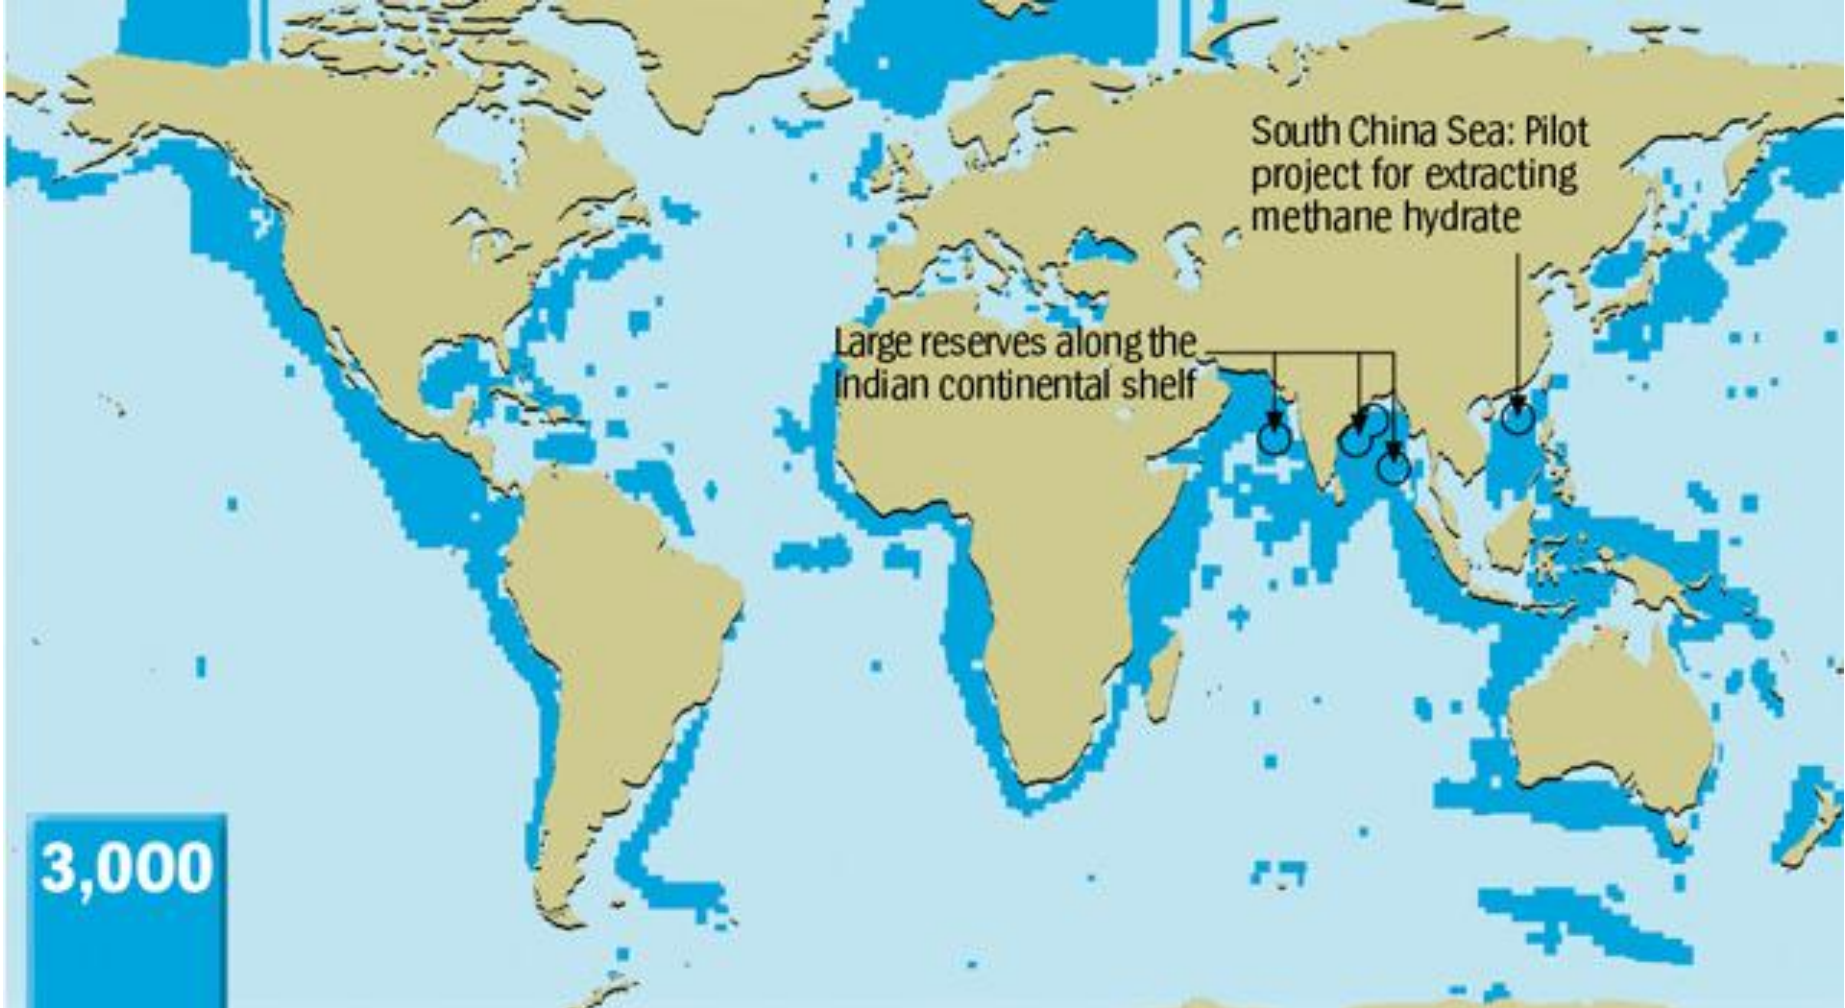 South China Sea: Pilot
project for extracting
methane hydrate
Large reserves along the
Indian continental shelf
3,000